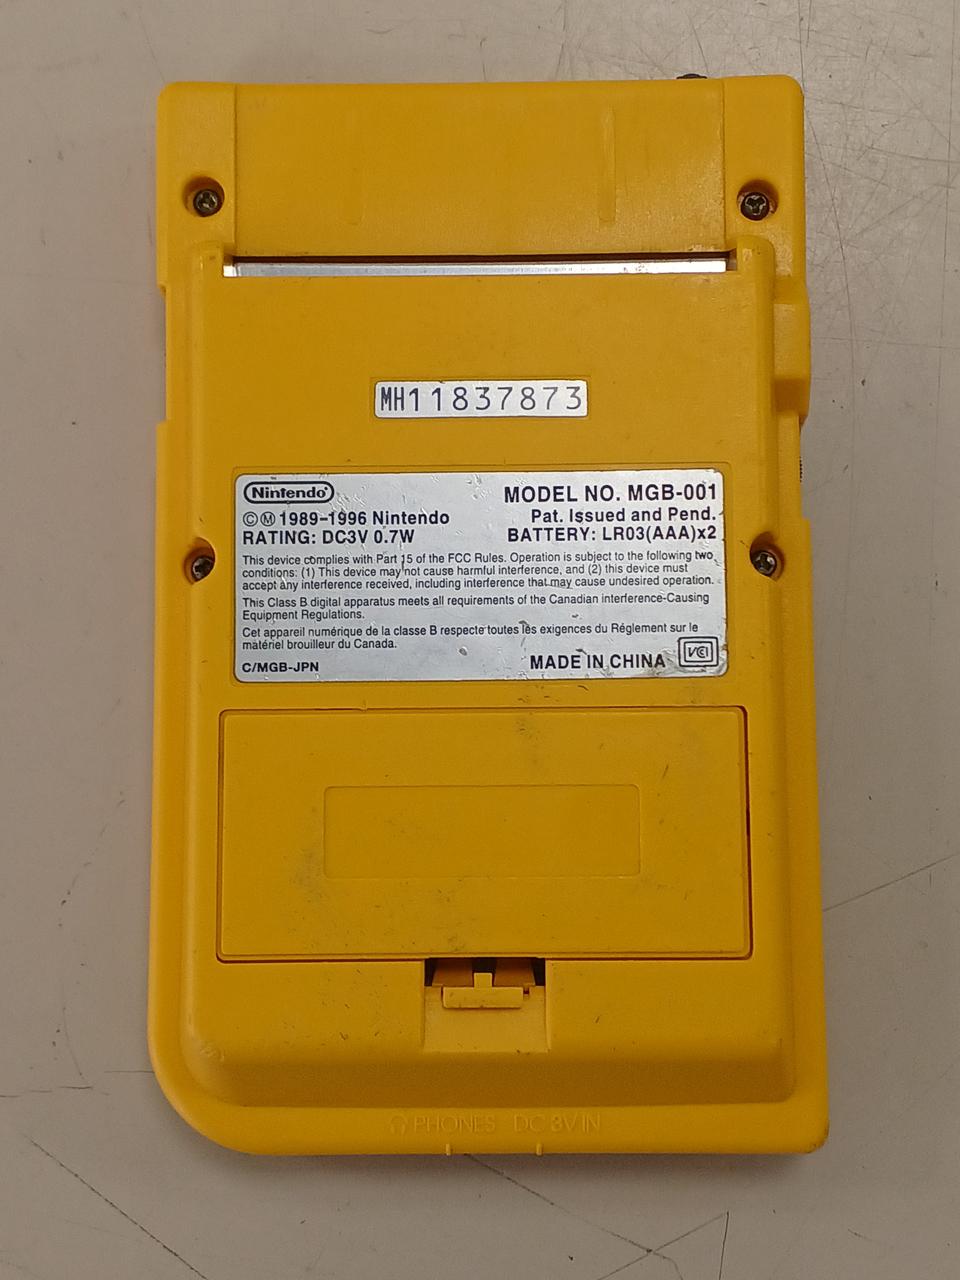 MH11837873
Nintendo
MODEL NO. MGB-001
©Ⓜ 1989-1996 Nintendo
Pat. Issued and Pend.
RATING: DC3V 0.7W
BATTERY: LR03(AAA)x2
This device complies with Part 15 of the FCC Rules. Operation is subject to the following two
conditions: (1) This device may not cause harmful interference, and (2) this device must
accept any interference received, including interference that may cause undesired operation.
This Class B digital apparatus meets all requirements of the Canadian interference-Causing
Equipment Regulations.
Cet appareil numérique de la classe B respecte toutes les exigences du Réglement sur le
matériel brouilleur du Canada.
C/MGB-JPN
MADE IN CHINA
VCI
PHONES DC 3V IN